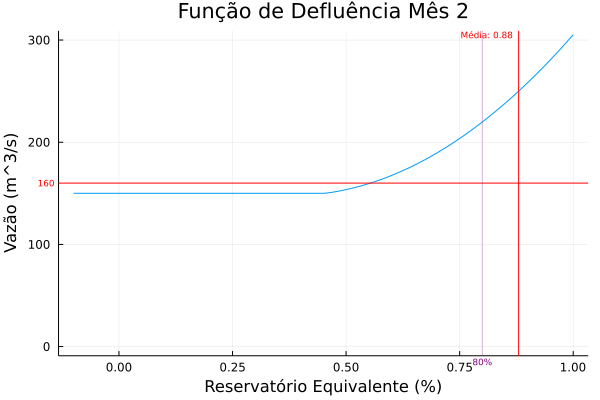 Função de Defluência Mês 2
Média: 0.88
300
200
160
100
0
Vazão (m^3/s)
0.00
0.25
0.50
0.75
80%
1.00
Reservatório Equivalente (%)